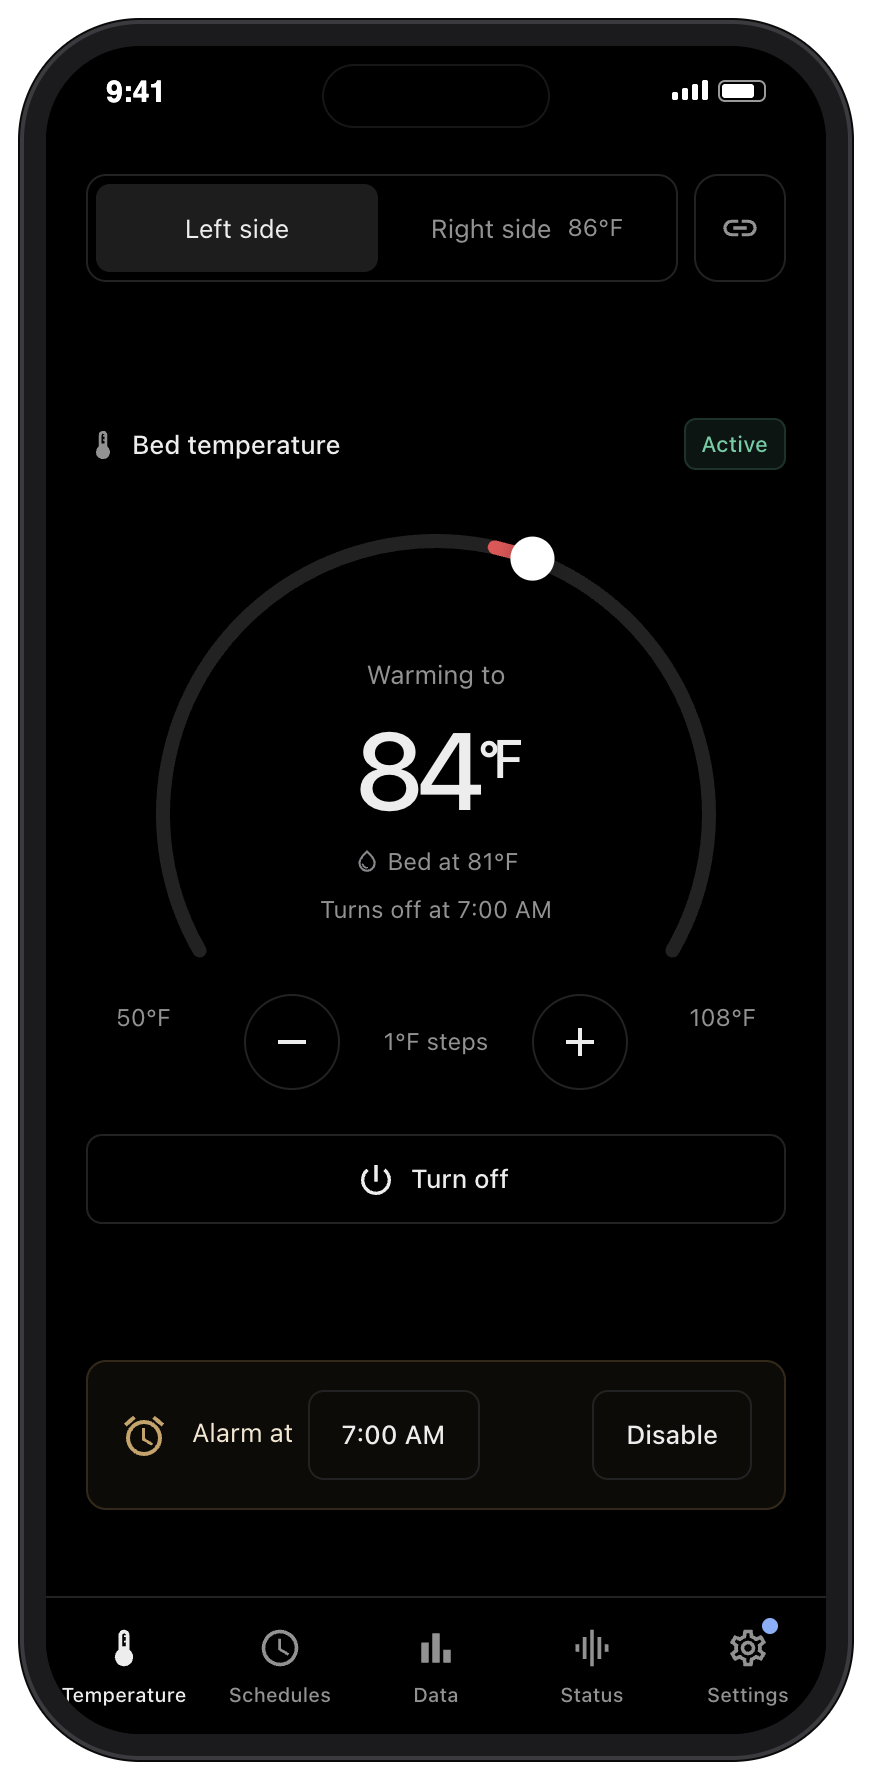 9:41
Left side
Right side 86°F
Bed temperature
Active
Warming to
84°F
Bed at 81°F
Turns off at 7:00 AM
50°F
1°F steps
108°F
Turn off
Alarm at
7:00 AM
Disable
Temperature
Schedules
Data
Status
Settings